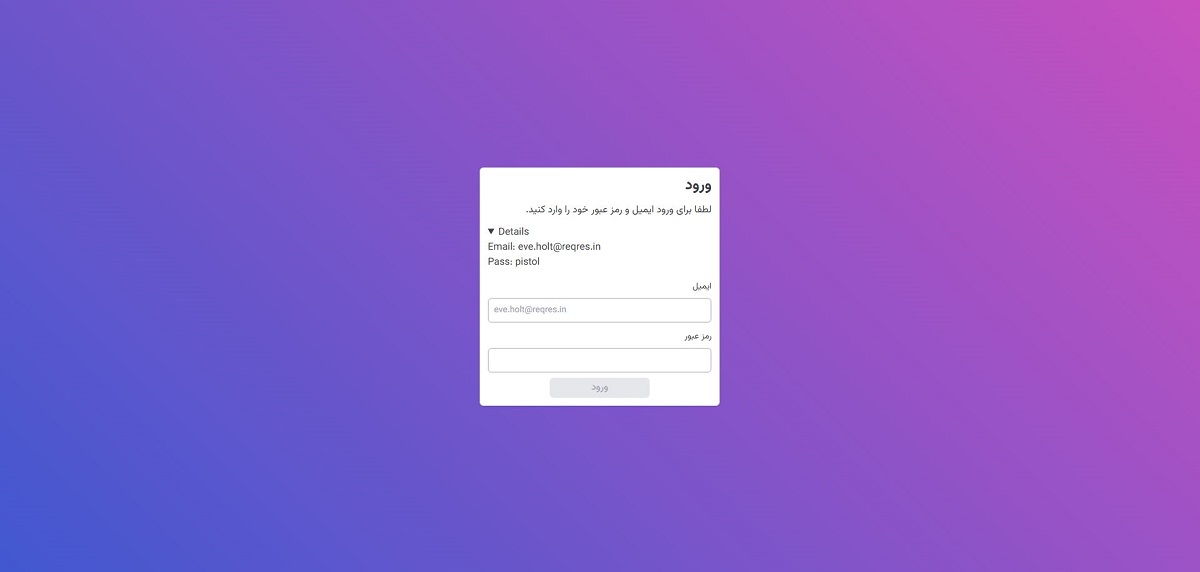 ورود
لطفا برای ورود ایمیل و رمز عبور خود را وارد کنید.
▼ Details
Email: eve.holt@reqres.in
Pass: pistol
ایمیل
eve.holt@reqres.in
رمز عبور
ورود